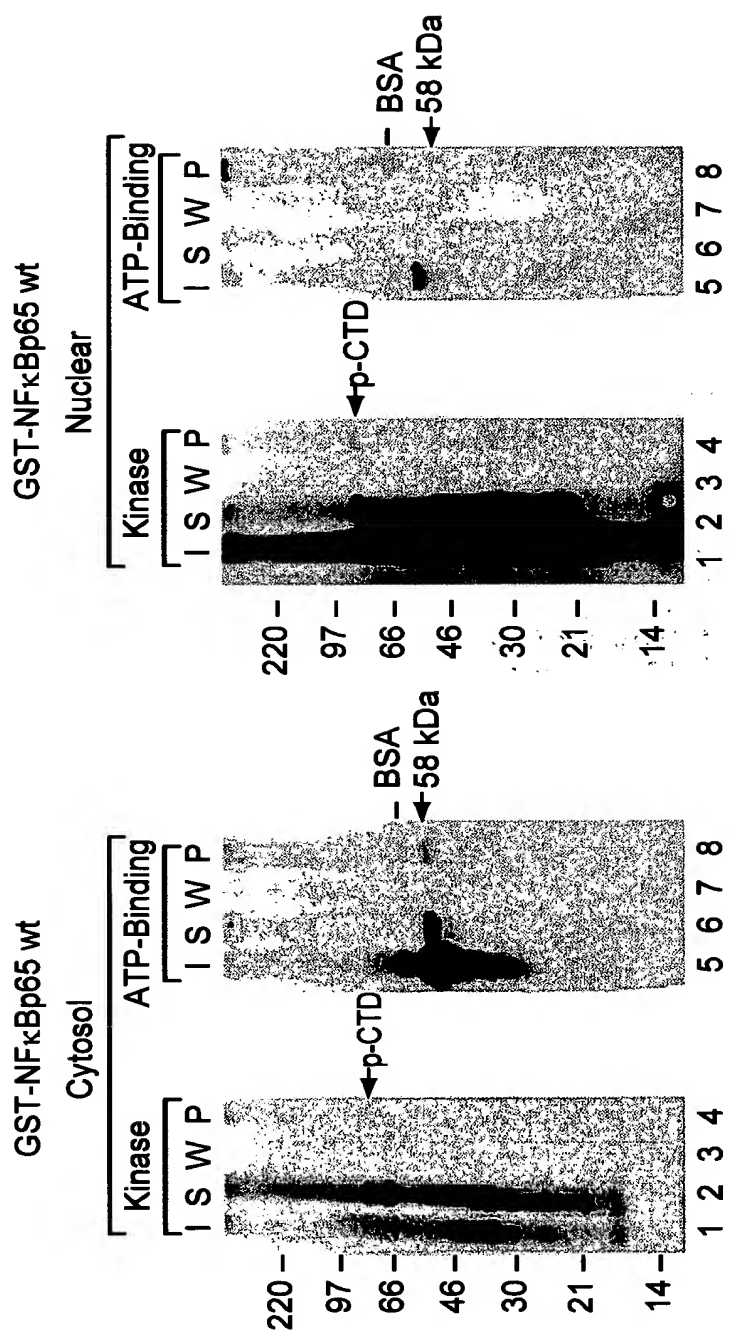 GST-NFκBp65 wt
Cytosol
Kinase
ATP-Binding
I S W P
I S W P
220
97
66
46
30
21
14
p-CTD
BSA
58 kDa
1 2 3 4
5 6 7 8
GST-NFκBp65 wt
Nuclear
Kinase
ATP-Binding
I S W P
I S W P
220
97
66
46
30
21
14
p-CTD
BSA
58 kDa
1 2 3 4
5 6 7 8